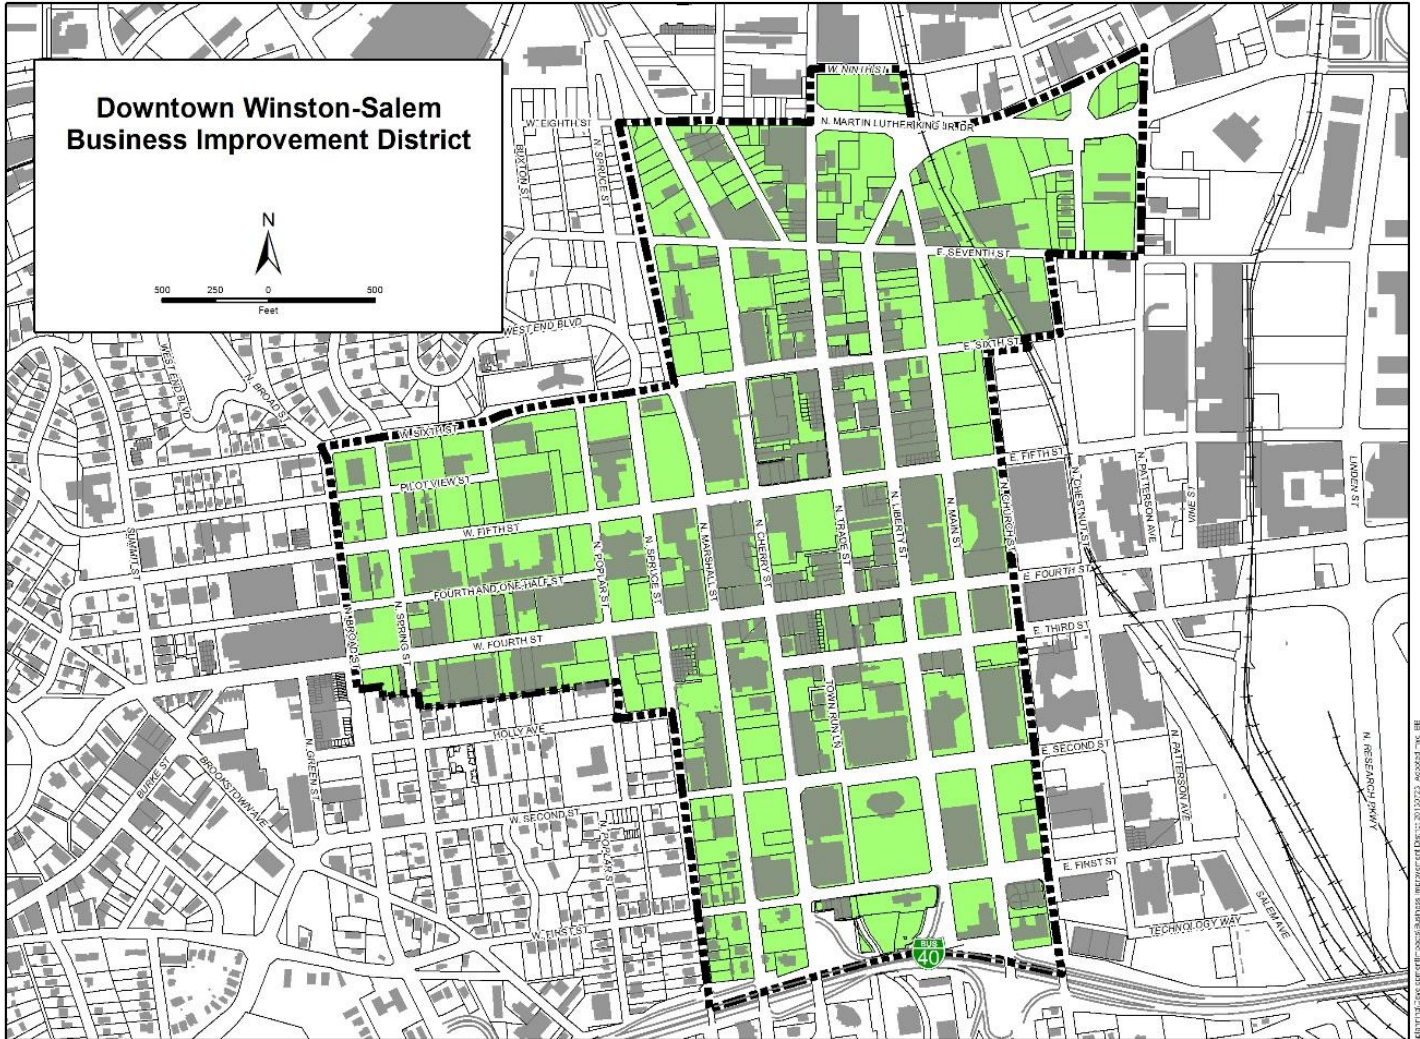 Downtown Winston-Salem
Business Improvement District
N
500 250 0 500
Feet
W. NINTH ST
N. MARTIN LUTHER KING JR DR
W. EIGHTH ST
BUXTON ST
N. SPRUCE ST
E. SEVENTH ST
WEST END BLVD
WEST END BLVD
N. BROAD ST
E. SIXTH ST
W. SIXTH ST
PILOT VIEW ST
E. FIFTH ST
W. FIFTH ST
SUMMIT ST
N. POPLAR ST
N. SPRUCE ST
N. MARSHALL ST
N. CHERRY ST
N. TRADE ST
N. LIBERTY ST
N. MAIN ST
N. CHURCH ST
N. CHESTNUT ST
N. PATTERSON AVE
VINE ST
LINDEN ST
FOURTH AND ONE HALF ST
E. FOURTH ST
N. BROAD ST
N. SPRING ST
W. FOURTH ST
E. THIRD ST
TOWN RUN LN
HOLLY AVE
N. GREEN ST
BURKE ST
BROOKSTOWN AVE
E. SECOND ST
N. PATTERSON AVE
N. RESEARCH PKWY
W. SECOND ST
N. POPLAR ST
E. FIRST ST
W. FIRST ST
TECHNOLOGY WAY
SALEM AVE
BUS
40